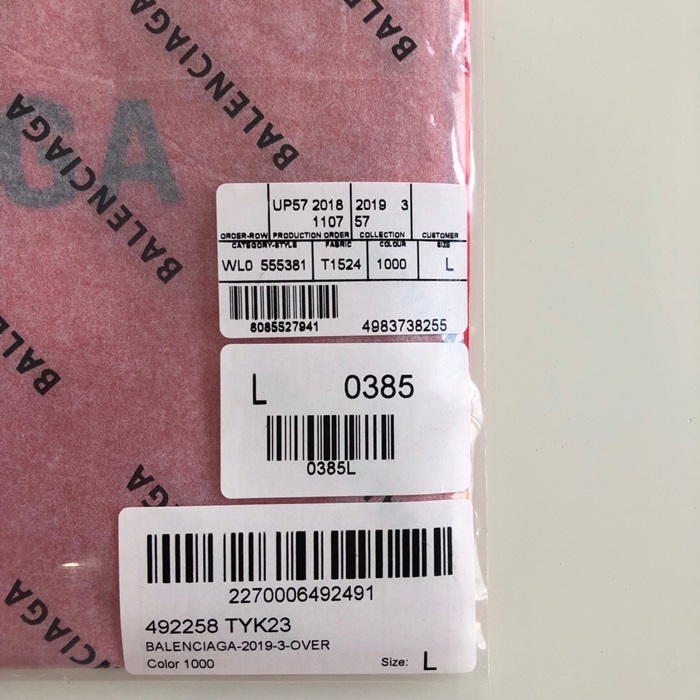 BALENCIAGA
BALENCIAGA
BALENCIAGA
GA
UP57 2018 2019 3
1107 57
ORDER-ROW PRODUCTION ORDER COLLECTION CUSTOMER
CATEGORY-STYLE FABRIC COLOUR SIZE
WL0 555381 T1524 1000 L
8085527941 4983738255
L 0385
0385L
2270006492491
492258 TYK23
BALENCIAGA-2019-3-OVER
Color 1000 Size: L